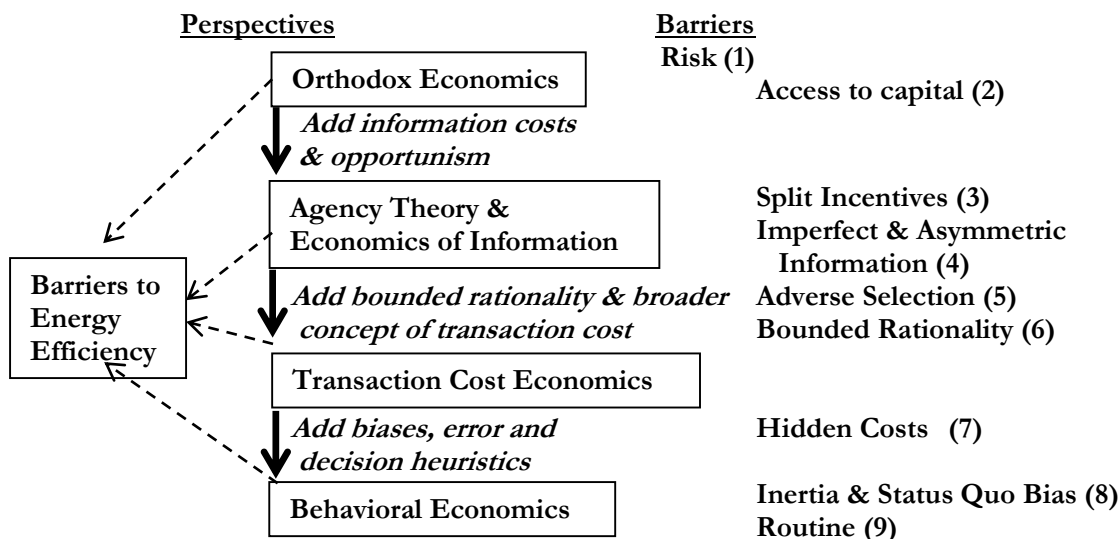 Perspectives Barriers
Risk (1)
Orthodox Economics
Access to capital (2)
Add information costs
& opportunism
Agency Theory & Split Incentives (3)
Economics of Information Imperfect & Asymmetric
Information (4)
Barriers to
Energy
Efficiency
Add bounded rationality & broader Adverse Selection (5)
concept of transaction cost Bounded Rationality (6)
Transaction Cost Economics
Add biases, error and Hidden Costs (7)
decision heuristics
Behavioral Economics Inertia & Status Quo Bias (8)
Routine (9)